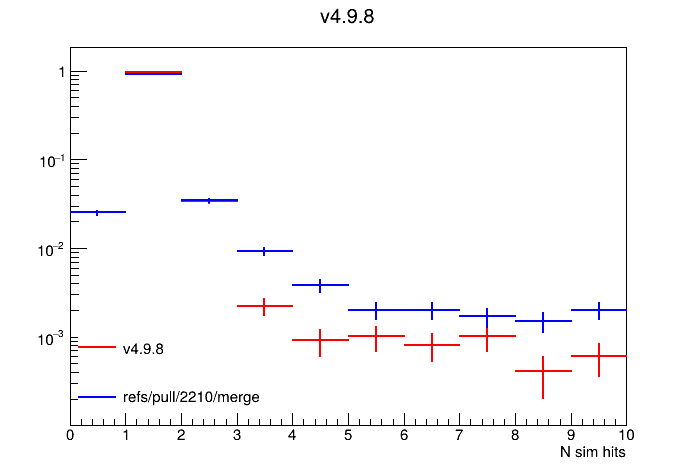 v4.9.8
1
10⁻¹
10⁻²
10⁻³
v4.9.8
refs/pull/2210/merge
0 1 2 3 4 5 6 7 8 9 10
N sim hits